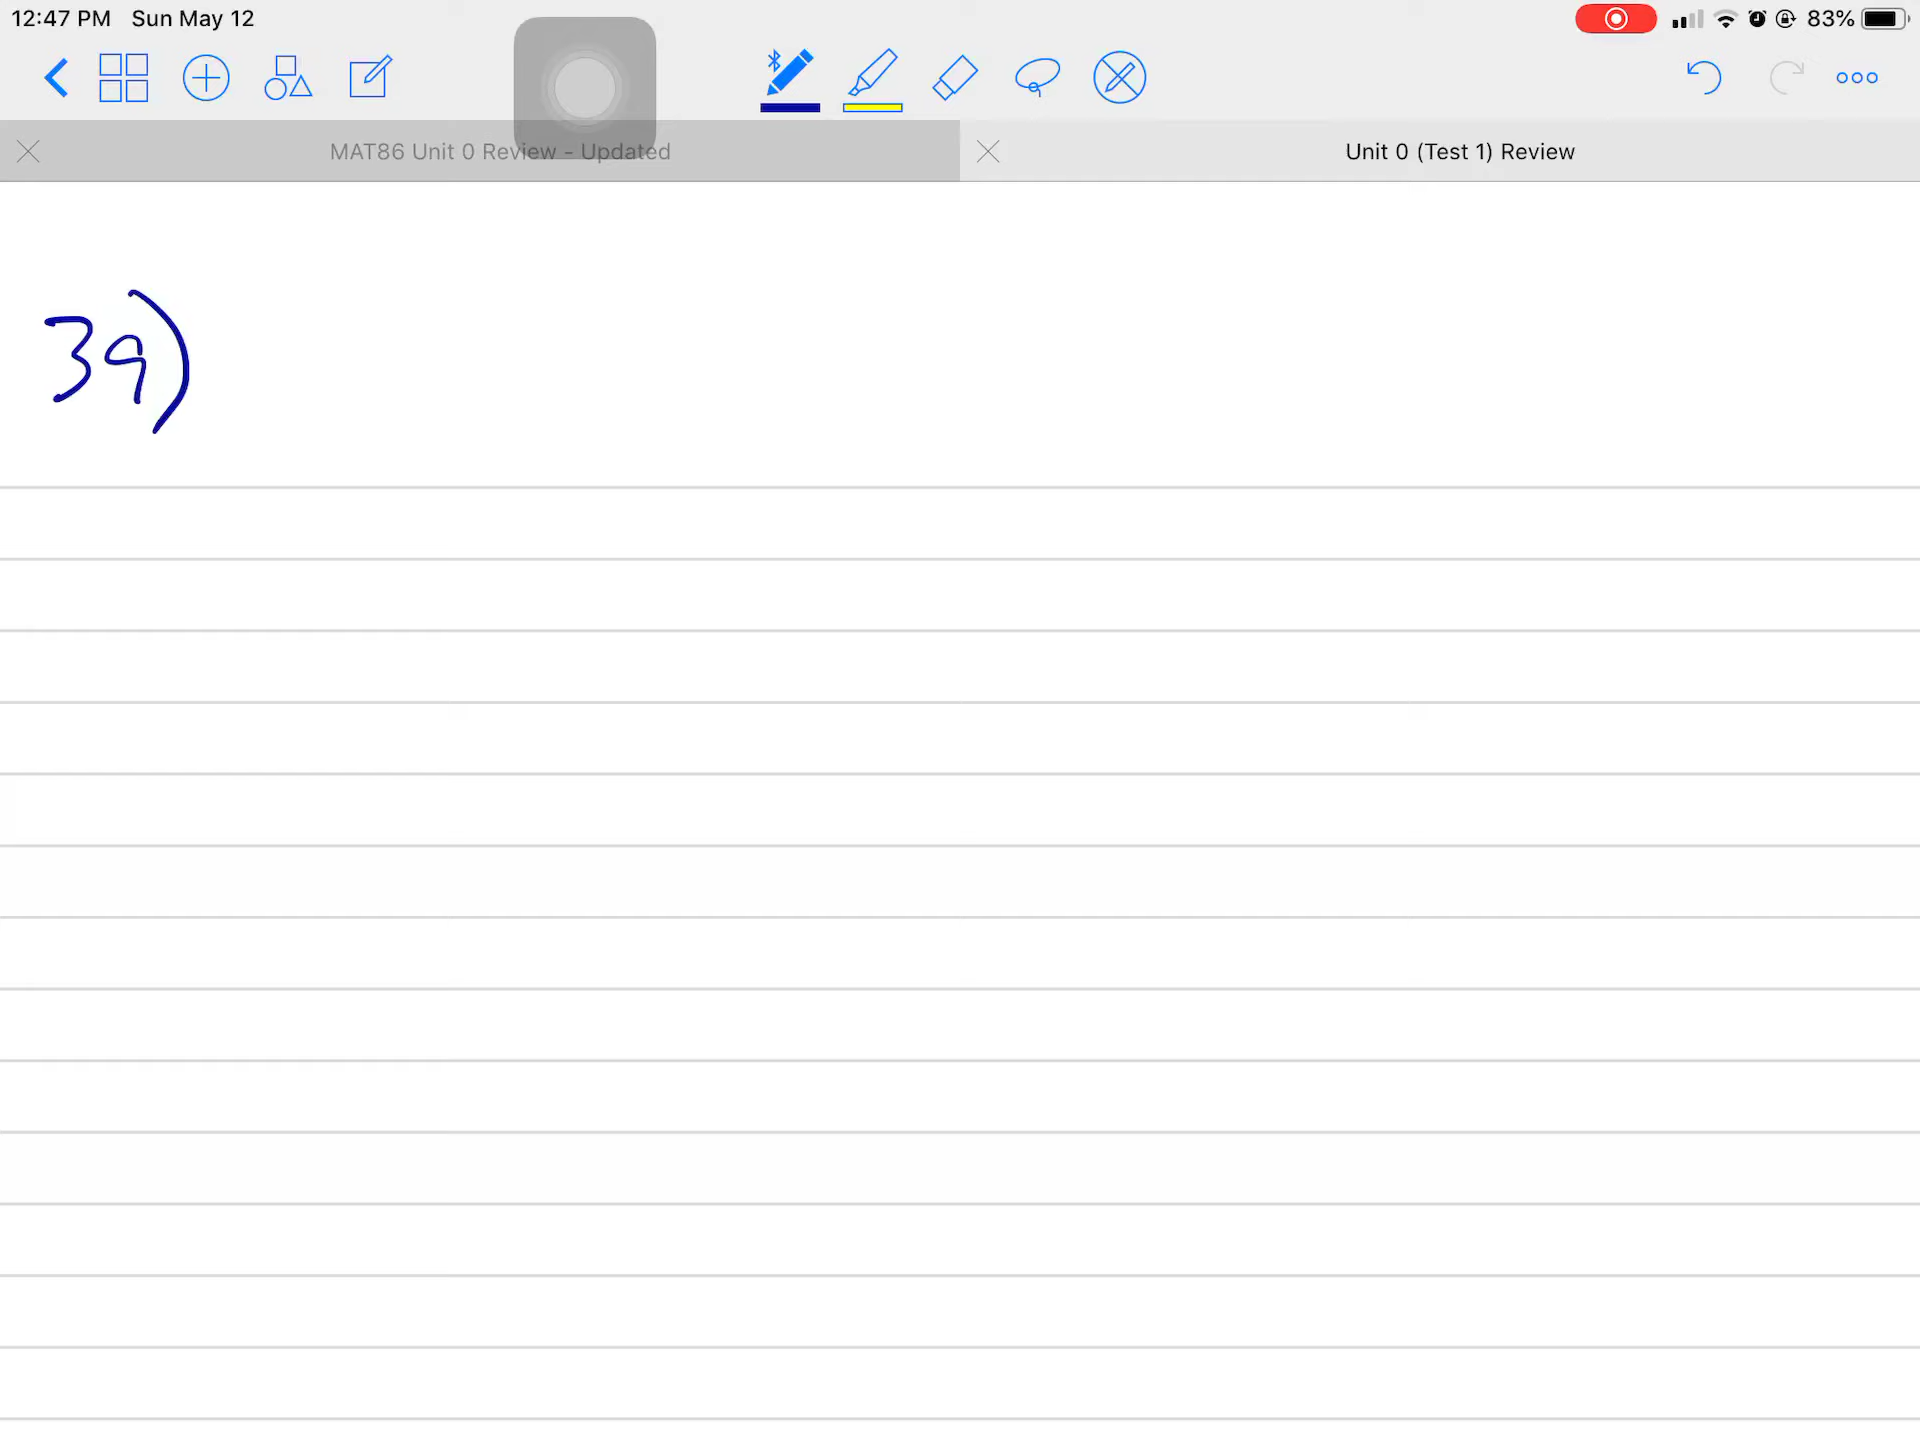 12:47 PM Sun May 12 83%
MAT86 Unit 0 Review - Updated Unit 0 (Test 1) Review
39)